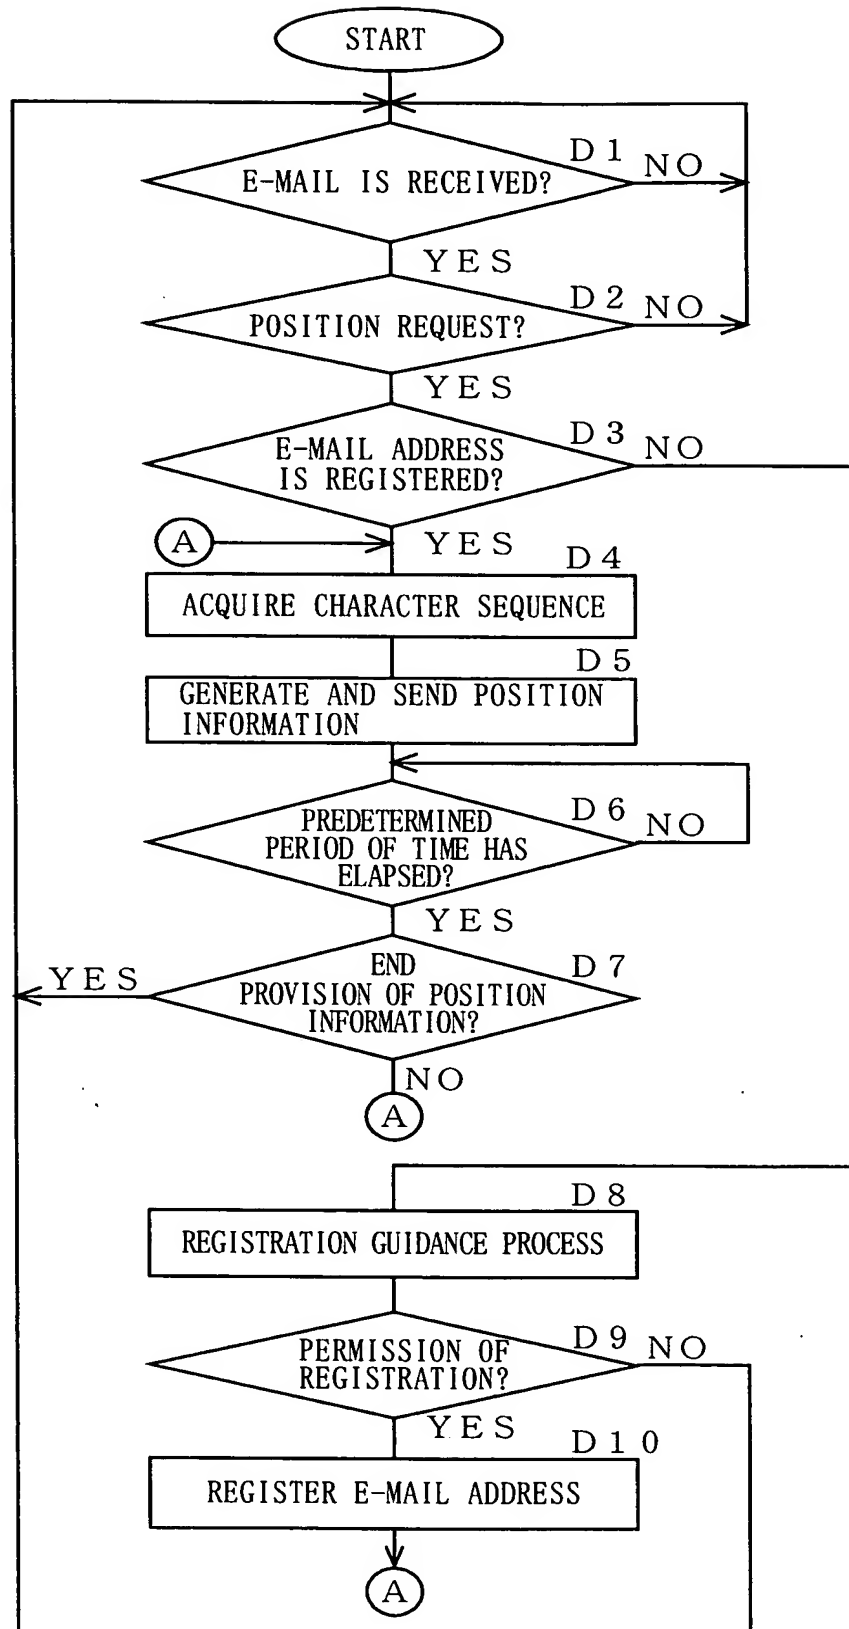 START
D1
NO
E-MAIL IS RECEIVED?
YES
D2
NO
POSITION REQUEST?
YES
D3
NO
E-MAIL ADDRESS
IS REGISTERED?
A
YES
D4
ACQUIRE CHARACTER SEQUENCE
D5
GENERATE AND SEND POSITION
INFORMATION
D6
NO
PREDETERMINED
PERIOD OF TIME HAS
ELAPSED?
YES
D7
YES
END
PROVISION OF POSITION
INFORMATION?
NO
A
D8
REGISTRATION GUIDANCE PROCESS
D9
NO
PERMISSION OF
REGISTRATION?
YES
D10
REGISTER E-MAIL ADDRESS
A